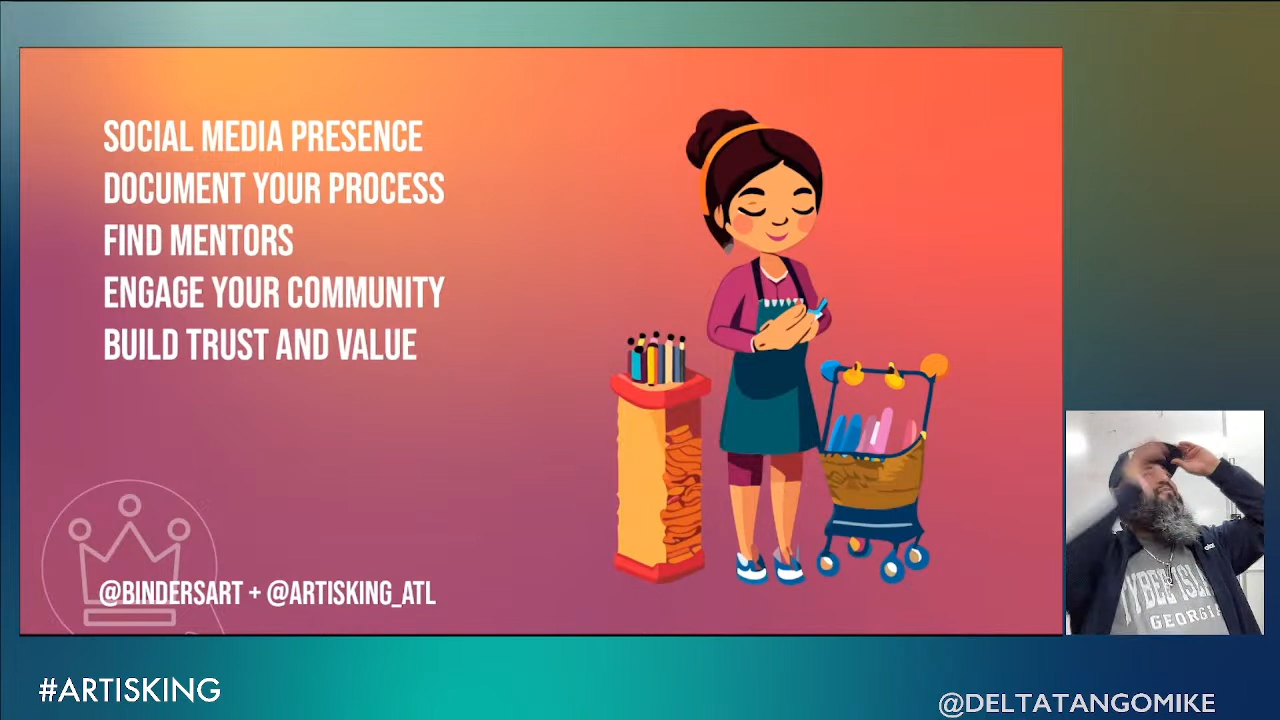 SOCIAL MEDIA PRESENCE
DOCUMENT YOUR PROCESS
FIND MENTORS
ENGAGE YOUR COMMUNITY
BUILD TRUST AND VALUE
@BINDERSART + @ARTISKING_ATL
GEORGIA
#ARTISKING
@DELTATANGOMIKE